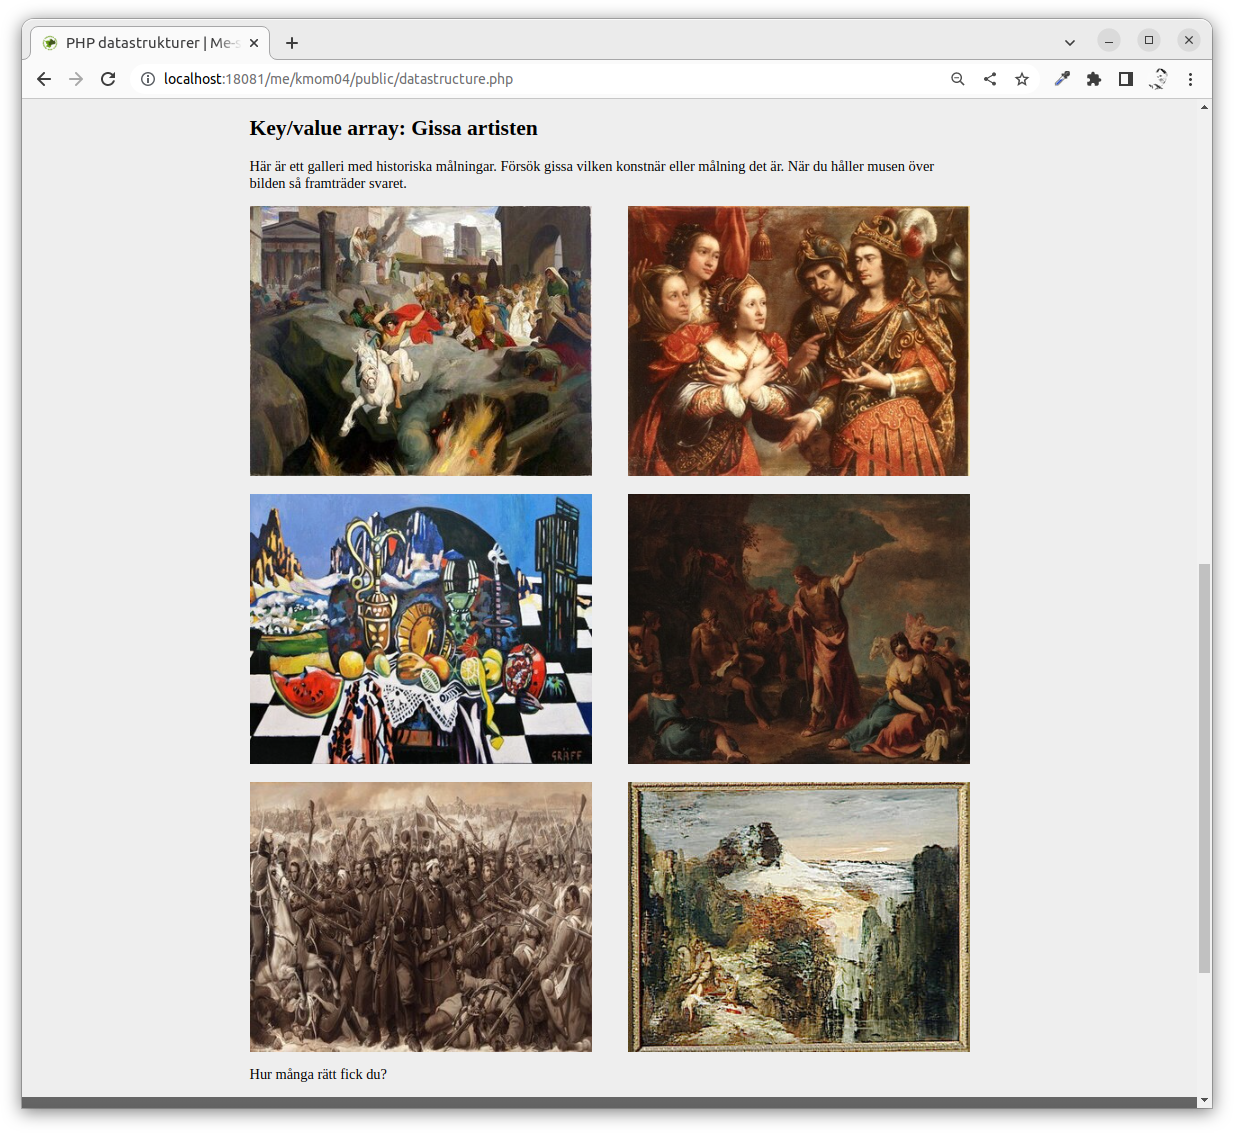 PHP datastrukturer | Me-s
localhost:18081/me/kmom04/public/datastructure.php
Key/value array: Gissa artisten
Här är ett galleri med historiska målningar. Försök gissa vilken konstnär eller målning det är. När du håller musen över
bilden så framträder svaret.
GRÄFF
Hur många rätt fick du?